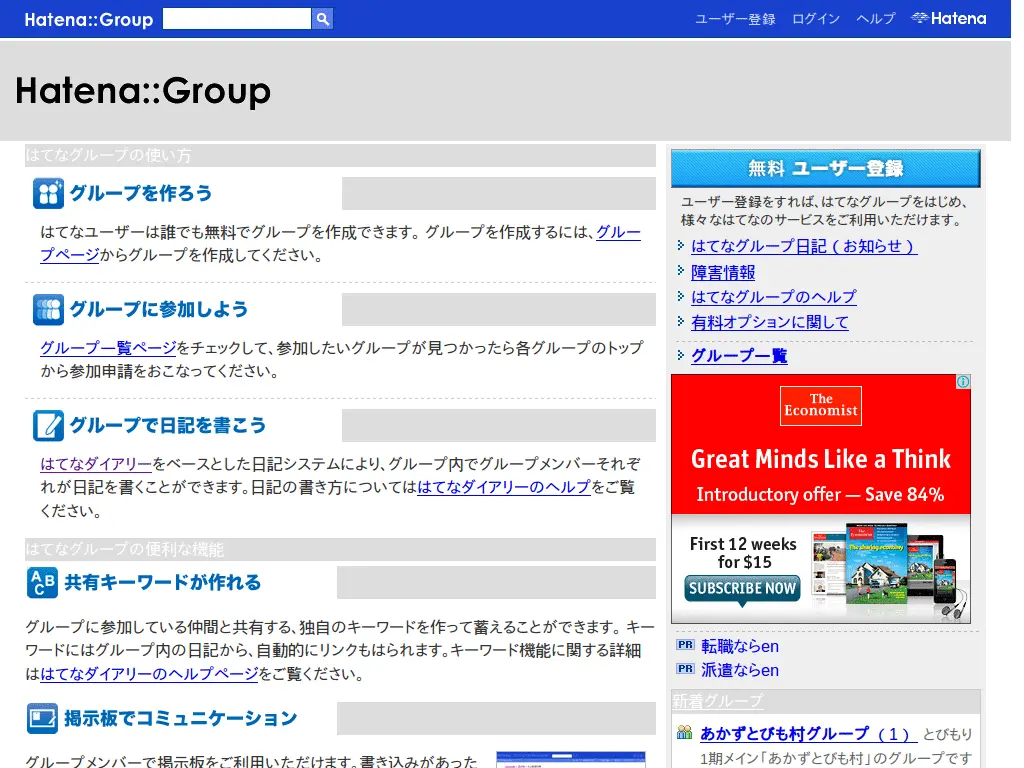 Hatena::Group
ユーザー登録 ログイン ヘルプ Hatena
Hatena::Group
はてなグループの使い方
グループを作ろう
はてなユーザーは誰でも無料でグループを作成できます。グループを作成するには、グルー
プページからグループを作成してください。
グループに参加しよう
グループ一覧ページをチェックして、参加したいグループが見つかったら各グループのトップ
から参加申請をおこなってください。
グループで日記を書こう
はてなダイアリーをベースとした日記システムにより、グループ内でグループメンバーそれぞ
れが日記を書くことができます。日記の書き方についてははてなダイアリーのヘルプをご覧
ください。
はてなグループの便利な機能
共有キーワードが作れる
グループに参加している仲間と共有する、独自のキーワードを作って蓄えることができます。キー
ワードにはグループ内の日記から、自動的にリンクもはられます。キーワード機能に関する詳細
ははてなダイアリーのヘルプページをご覧ください。
掲示板でコミュニケーション
グループメンバーで掲示板をご利用いただけます。書き込みがあった
無料 ユーザー登録
ユーザー登録をすれば、はてなグループをはじめ、
様々なはてなのサービスをご利用いただけます。
はてなグループ日記(お知らせ)
障害情報
はてなグループのヘルプ
有料オプションに関して
グループ一覧
The
Economist
Great Minds Like a Think
Introductory offer — Save 84%
First 12 weeks
for $15
SUBSCRIBE NOW
PR 転職ならen
PR 派遣ならen
新着グループ
あかずとびも村グループ (1) とびもり
1期メイン「あかずとびも村」のグループです